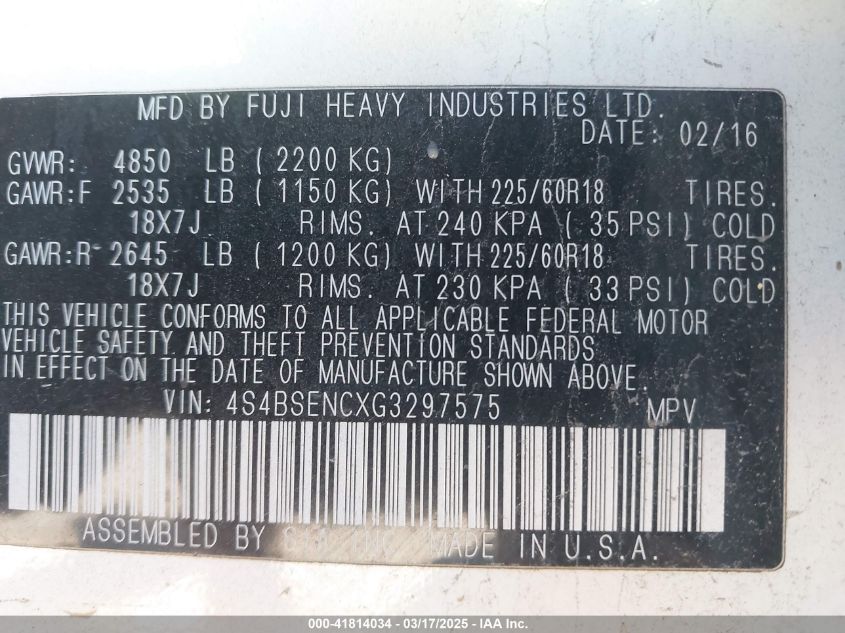 MFD BY FUJI HEAVY INDUSTRIES LTD.
DATE: 02/16
GVWR: 4850 LB ( 2200 KG)
GAWR:F 2535 LB ( 1150 KG) WITH 225/60R18 TIRES.
18X7J RIMS. AT 240 KPA ( 35 PSI) COLD
GAWR:R 2645 LB ( 1200 KG) WITH 225/60R18 TIRES.
18X7J RIMS. AT 230 KPA ( 33 PSI) COLD
THIS VEHICLE CONFORMS TO ALL APPLICABLE FEDERAL MOTOR
VEHICLE SAFETY AND THEFT PREVENTION STANDARDS
IN EFFECT ON THE DATE OF MANUFACTURE SHOWN ABOVE.
VIN: 4S4BSENCXG3297575 MPV
ASSEMBLED BY SIA INC. MADE IN U.S.A.
000-41814034 - 03/17/2025 - IAAI Inc.